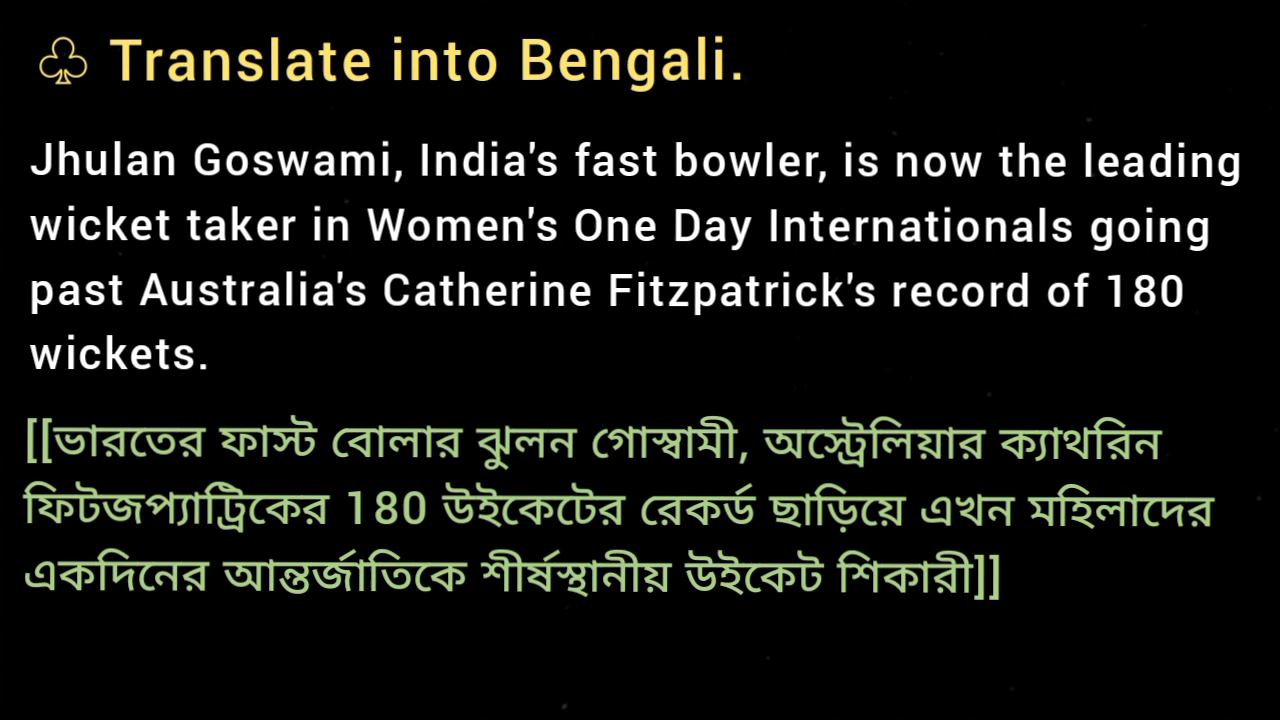 ♧ Translate into Bengali.
Jhulan Goswami, India's fast bowler, is now the leading
wicket taker in Women's One Day Internationals going
past Australia's Catherine Fitzpatrick's record of 180
wickets.
[[ভারতের ফাস্ট বোলার ঝুলন গোস্বামী, অস্ট্রেলিয়ার ক্যাথরিন
ফিটজপ্যাট্রিকের 180 উইকেটের রেকর্ড ছাড়িয়ে এখন মহিলাদের
একদিনের আন্তর্জাতিকে শীর্ষস্থানীয় উইকেট শিকারী]]